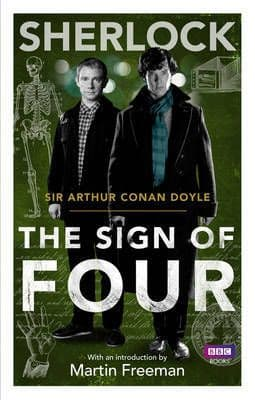 SHERLOCK
SIR ARTHUR CONAN DOYLE
THE SIGN OF
FOUR
With an introduction by
Martin Freeman
BBC
BOOKS